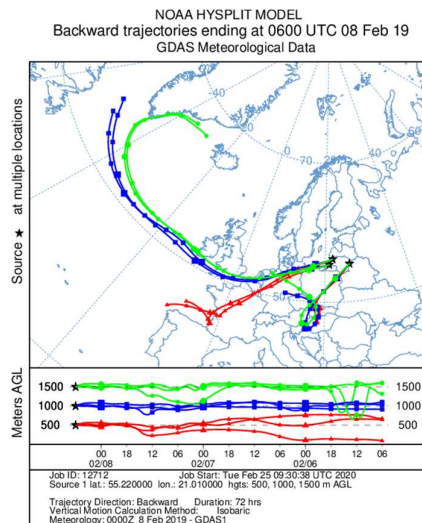 NOAA HYSPLIT MODEL
Backward trajectories ending at 0600 UTC 08 Feb 19
GDAS Meteorological Data
Source ★ at multiple locations
Meters AGL
1500 1500
1000 1000
500 500
00 18 12 06 00 18 12 06 00 18 12 06
02/08 02/07 02/06
Job ID: 12712 Job Start: Tue Feb 25 09:30:38 UTC 2020
Source 1 lat.: 55.220000 lon.: 21.010000 hgts: 500, 1000, 1500 m AGL
Trajectory Direction: Backward Duration: 72 hrs
Vertical Motion Calculation Method: Isobaric
Meteorology: 0000Z 8 Feb 2019 - GDAS1